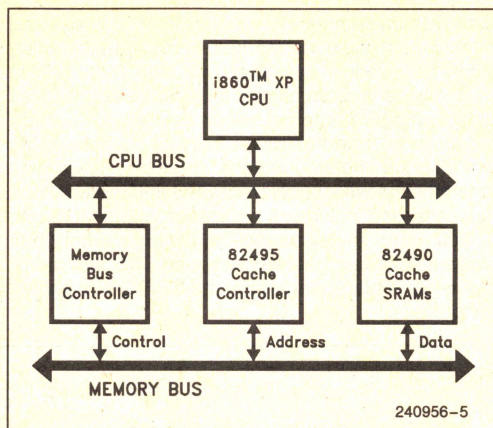 i860™ XP
CPU
CPU BUS
Memory
Bus
Controller
82495
Cache
Controller
82490
Cache
SRAMs
Control
Address
Data
MEMORY BUS
240956-5